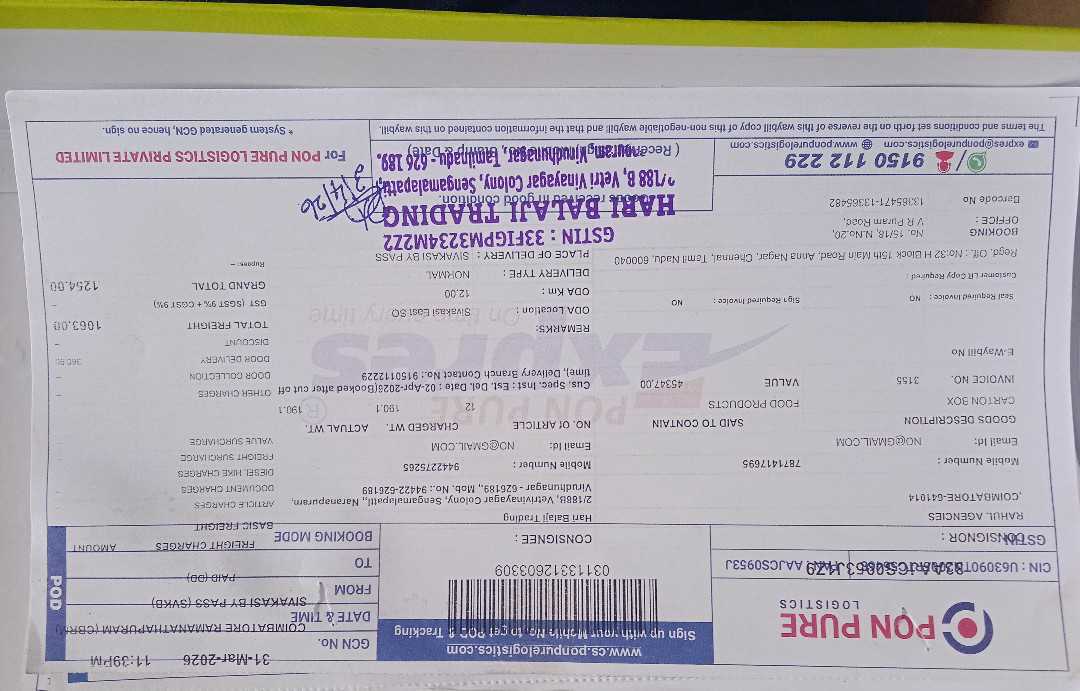 PON PURE
LOGISTICS
www.cs.ponpurelogistics.com
Sign up with your Mobile No to get POD & Tracking
03111332612603309
GCN No.
DATE & TIME
31-Mar-2026 11:39PM
FROM
COIMBATORE RAMANATHAPURAM (CBRM)
TO
SIVAKASI BY PASS (SVKB)
BOOKING MODE
PAID (DD)
POD
GSTIN
CONSIGNOR :
RAHUL AGENCIES
,COIMBATORE-641014
Mobile Number : 7871417695
Email Id: NO@GMAIL.COM
CONSIGNEE :
Hari Balaji Trading
2/188B, Vetrivinayagar Colony, Sengamalapatti,, Naranapuram,
Virudhunagar - 626189,, Mob. No.: 94422-626189
Mobile Number : 9442275265
Email Id: NO@GMAIL.COM
FREIGHT CHARGES AMOUNT
BASIC FREIGHT
ARTICLE CHARGES
DOCUMENT CHARGES
DIESEL HIKE CHARGES
FREIGHT SURCHARGE
VALUE SURCHARGE
OTHER CHARGES
DOOR COLLECTION
DOOR DELIVERY
DISCOUNT
TOTAL FREIGHT 1063.00
GST (SGST 9% + CGST 9%)
GRAND TOTAL 1254.00
Rupees: -
GOODS DESCRIPTION SAID TO CONTAIN NO. OF ARTICLE CHARGED WT. ACTUAL WT.
CARTON BOX FOOD PRODUCTS 12 190.1 190.1
INVOICE NO. 3155 VALUE 45347.00
E-Waybill No
Cus. Spec. Inst : Est. Del. Date : 02-Apr-2026(Booked after cut off
time), Delivery Branch Contact No.: 9150112229
PON PURE
Expres
On time every time
REMARKS:
ODA Location : Sivakasi East SO
ODA Km : 12.00
DELIVERY TYPE : NORMAL
PLACE OF DELIVERY : SIVAKASI BY PASS
Seal Required Invoice : NO Sign Required Invoice : NO
Customer LR Copy Required :
Regd. Off. : No:32 H Block 15th Main Road, Anna Nagar, Chennai, Tamil Nadu, 600040
BOOKING OFFICE : No, 15/18, N.No,20,
V R Puram Road,
Barcode No 13365471-13365482
GSTIN : 33FIGPM3234M2Z2
HARI BALAJI TRADING
Goods received in good condition.
2/188 B, Vetri Vinayagar Colony, Sengamalapatti,
Virudhunagar, Tamilnadu - 626 189.
2/4/26
9150 112 229
expres@ponpurelogistics.com www.ponpurelogistics.com
For PON PURE LOGISTICS PRIVATE LIMITED
* System generated GCN, hence no sign.
The terms and conditions set forth on the reverse of this waybill copy of this non-negotiable waybill and that the information contained on this waybill.